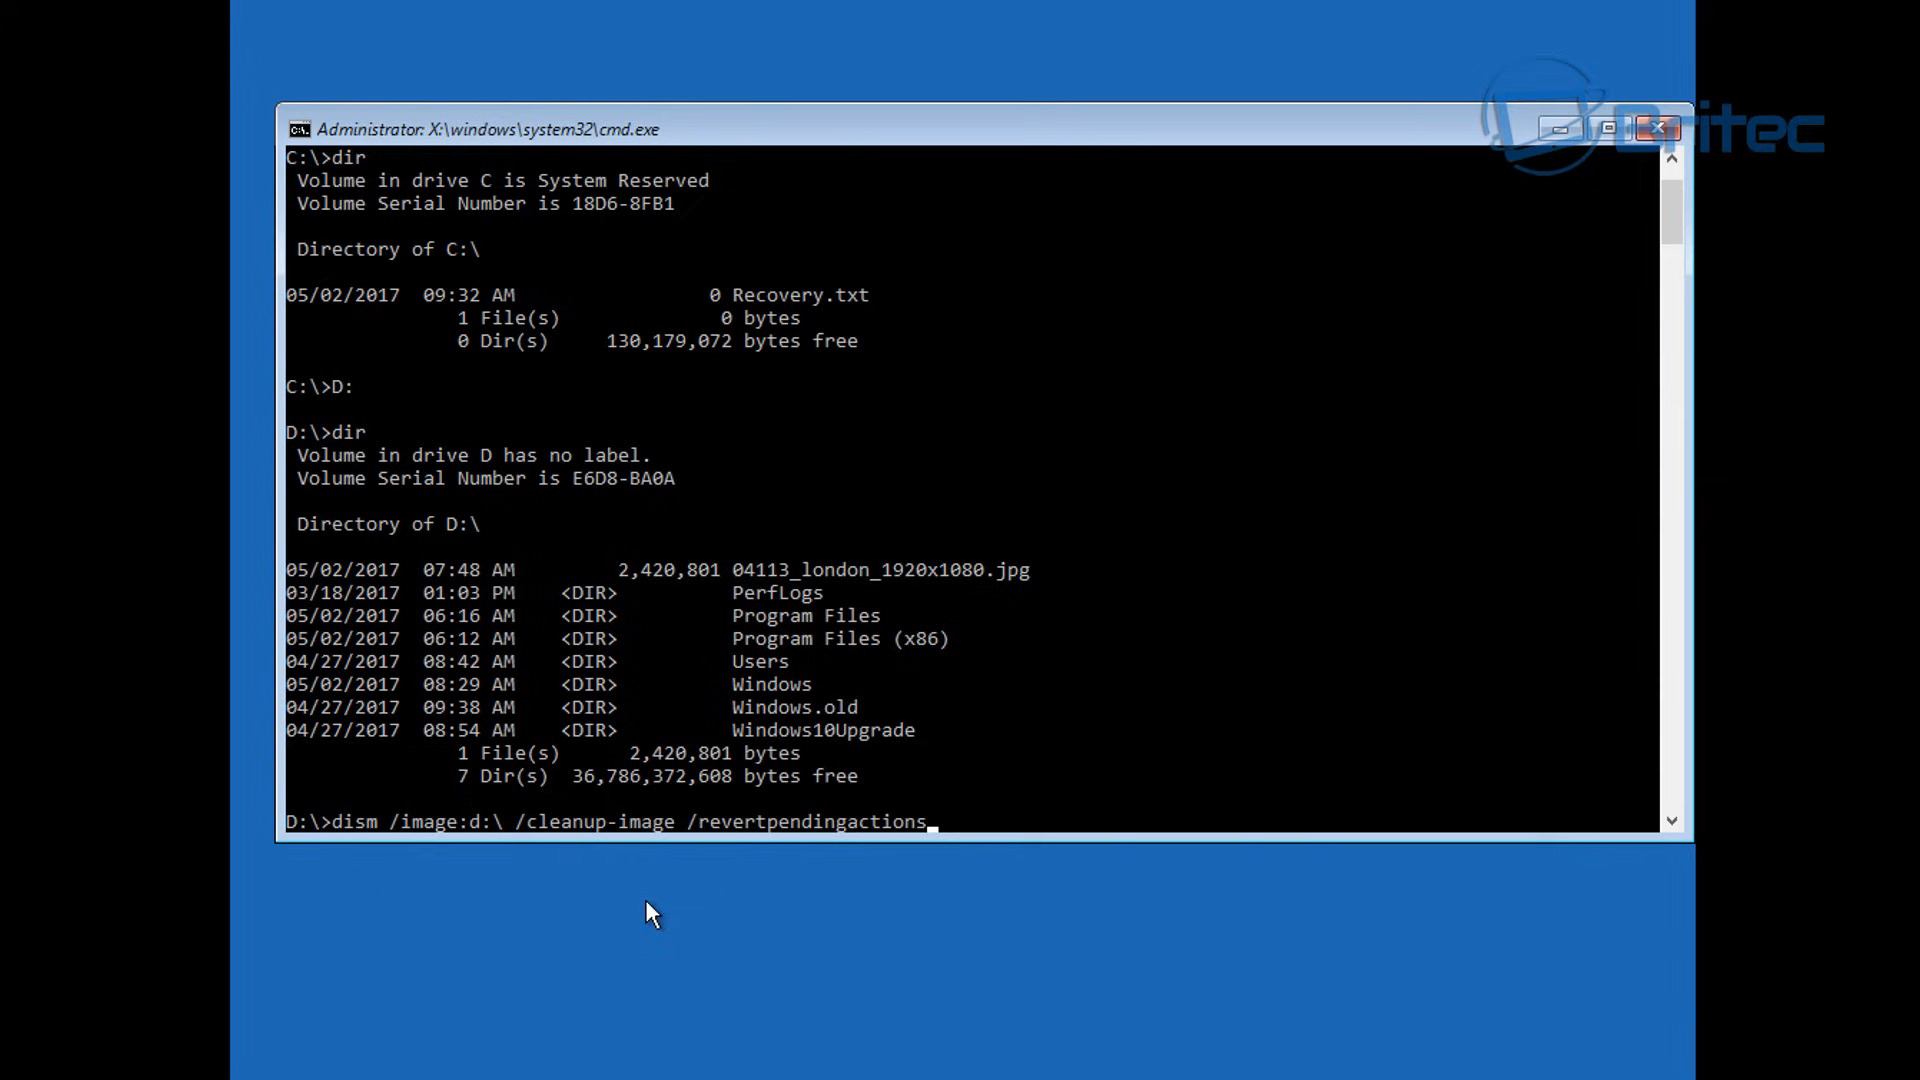 Britec
Administrator: X:\windows\system32\cmd.exe
C:\>dir
Volume in drive C is System Reserved
Volume Serial Number is 18D6-8FB1
Directory of C:\
05/02/2017 09:32 AM 0 Recovery.txt
1 File(s) 0 bytes
0 Dir(s) 130,179,072 bytes free
C:\>D:
D:\>dir
Volume in drive D has no label.
Volume Serial Number is E6D8-BA0A
Directory of D:\
05/02/2017 07:48 AM 2,420,801 04113_london_1920x1080.jpg
03/18/2017 01:03 PM <DIR> PerfLogs
05/02/2017 06:16 AM <DIR> Program Files
05/02/2017 06:12 AM <DIR> Program Files (x86)
04/27/2017 08:42 AM <DIR> Users
05/02/2017 08:29 AM <DIR> Windows
04/27/2017 09:38 AM <DIR> Windows.old
04/27/2017 08:54 AM <DIR> Windows10Upgrade
1 File(s) 2,420,801 bytes
7 Dir(s) 36,786,372,608 bytes free
D:\>dism /image:d:\ /cleanup-image /revertpendingactions